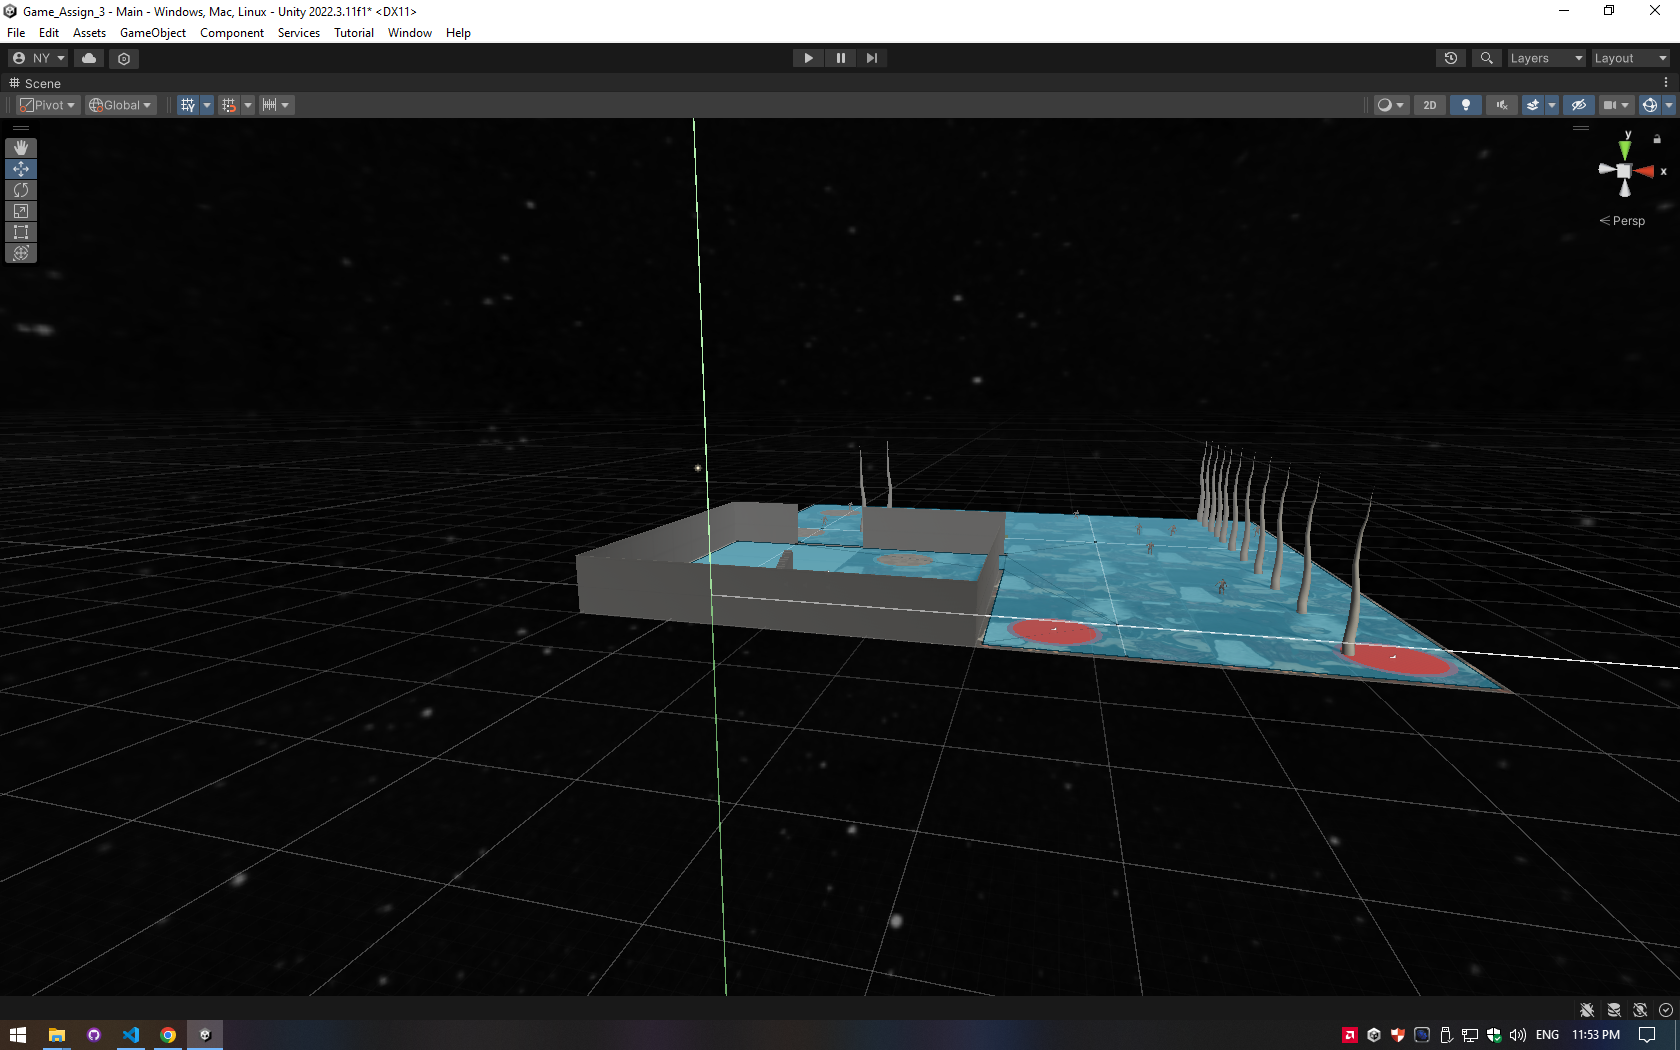 Game_Assign_3 - Main - Windows, Mac, Linux - Unity 2022.3.11f1* <DX11>
File Edit Assets GameObject Component Services Tutorial Window Help
NY Layers Layout
Scene
Pivot Global 2D
y
x
Persp
ENG 11:53 PM